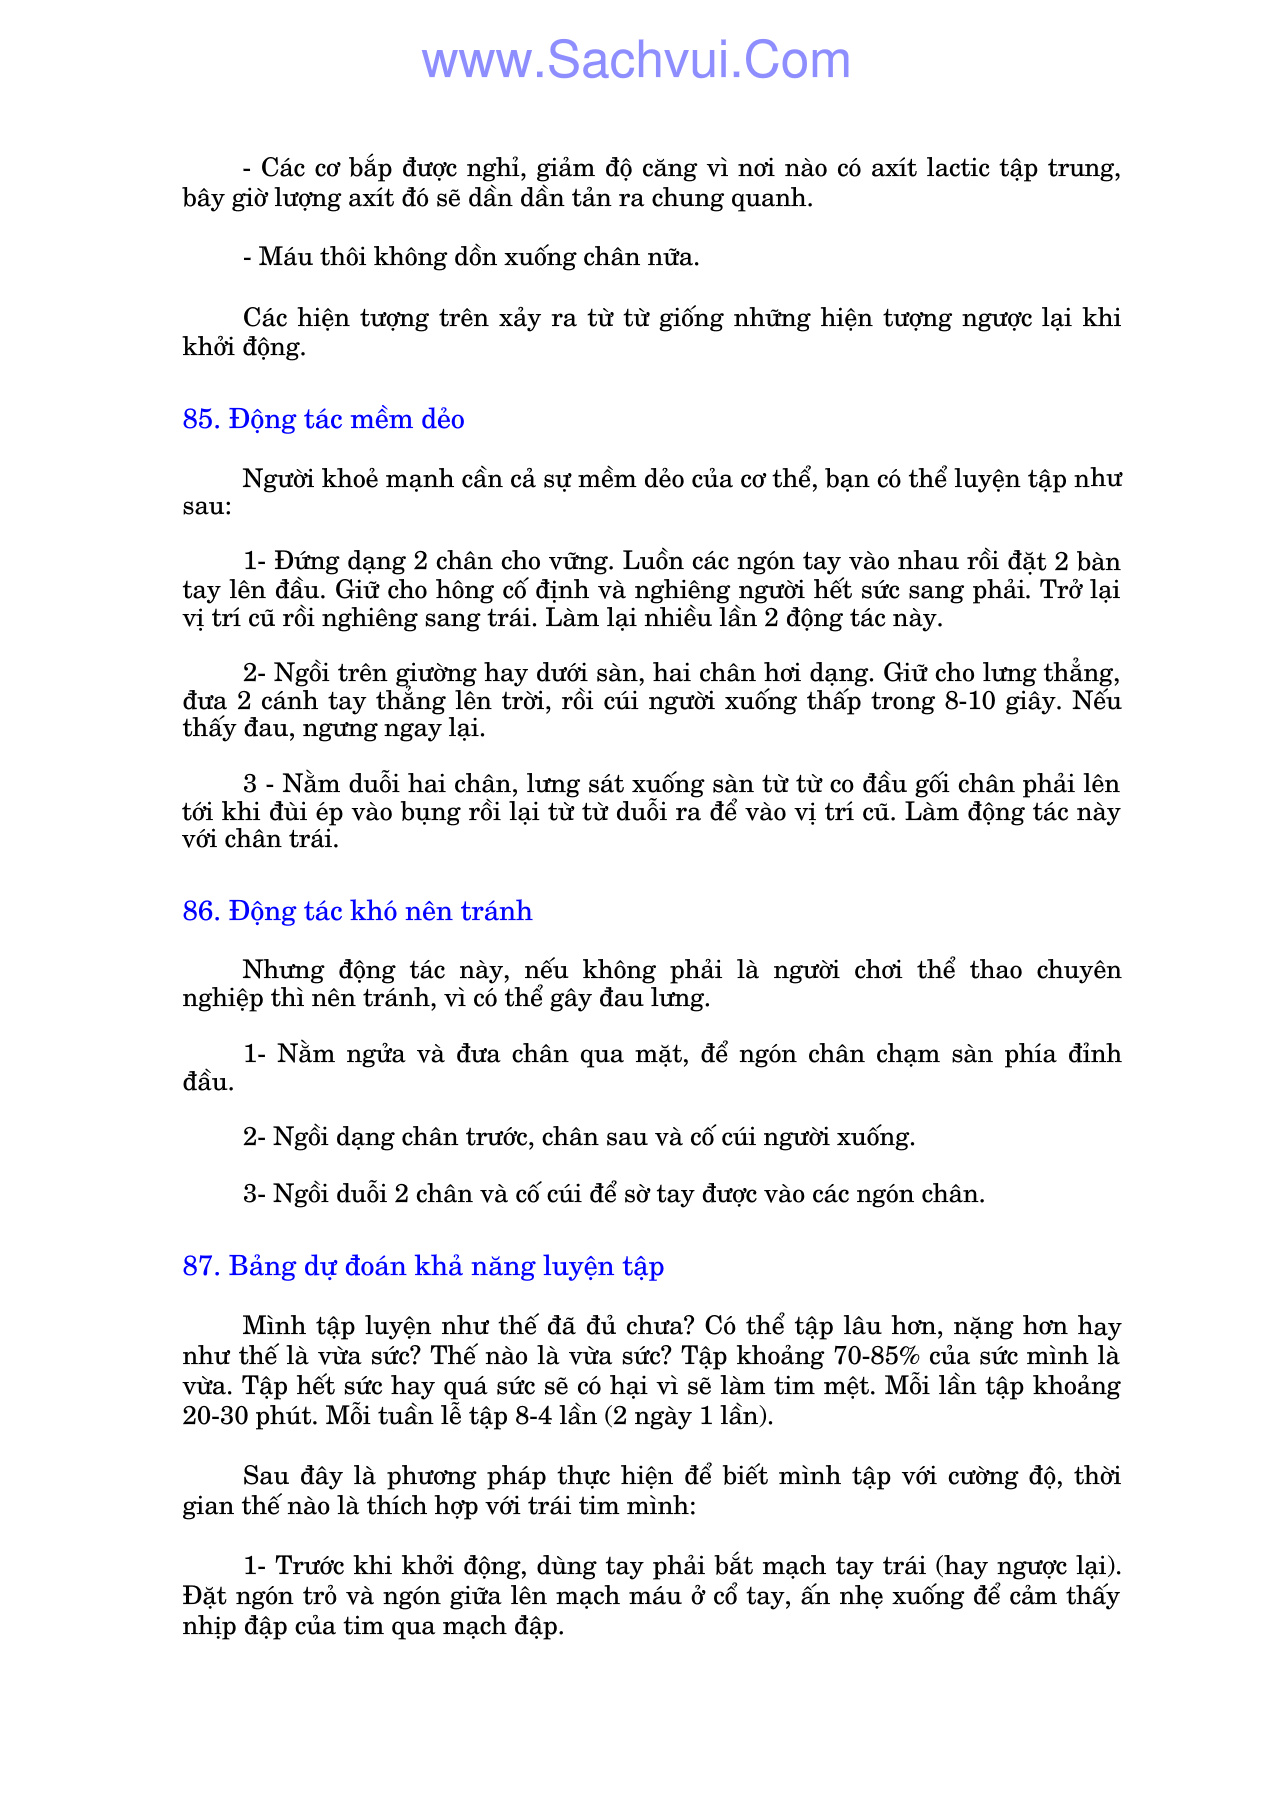 www.Sachvui.Com
- Các cơ bắp được nghỉ, giảm độ căng vì nơi nào có axít lactic tập trung,
bây giờ lượng axít đó sẽ dần dần tản ra chung quanh.
- Máu thôi không dồn xuống chân nữa.
Các hiện tượng trên xảy ra từ từ giống những hiện tượng ngược lại khi
khởi động.
85. Động tác mềm dẻo
Người khoẻ mạnh cần cả sự mềm dẻo của cơ thể, bạn có thể luyện tập như
sau:
1- Đứng dạng 2 chân cho vững. Luồn các ngón tay vào nhau rồi đặt 2 bàn
tay lên đầu. Giữ cho hông cố định và nghiêng người hết sức sang phải. Trở lại
vị trí cũ rồi nghiêng sang trái. Làm lại nhiều lần 2 động tác này.
2- Ngồi trên giường hay dưới sàn, hai chân hơi dạng. Giữ cho lưng thẳng,
đưa 2 cánh tay thẳng lên trời, rồi cúi người xuống thấp trong 8-10 giây. Nếu
thấy đau, ngưng ngay lại.
3 - Nằm duỗi hai chân, lưng sát xuống sàn từ từ co đầu gối chân phải lên
tới khi đùi ép vào bụng rồi lại từ từ duỗi ra để vào vị trí cũ. Làm động tác này
với chân trái.
86. Động tác khó nên tránh
Nhưng động tác này, nếu không phải là người chơi thể thao chuyên
nghiệp thì nên tránh, vì có thể gây đau lưng.
1- Nằm ngửa và đưa chân qua mặt, để ngón chân chạm sàn phía đỉnh
đầu.
2- Ngồi dạng chân trước, chân sau và cố cúi người xuống.
3- Ngồi duỗi 2 chân và cố cúi để sờ tay được vào các ngón chân.
87. Bảng dự đoán khả năng luyện tập
Mình tập luyện như thế đã đủ chưa? Có thể tập lâu hơn, nặng hơn hay
như thế là vừa sức? Thế nào là vừa sức? Tập khoảng 70-85% của sức mình là
vừa. Tập hết sức hay quá sức sẽ có hại vì sẽ làm tim mệt. Mỗi lần tập khoảng
20-30 phút. Mỗi tuần lễ tập 8-4 lần (2 ngày 1 lần).
Sau đây là phương pháp thực hiện để biết mình tập với cường độ, thời
gian thế nào là thích hợp với trái tim mình:
1- Trước khi khởi động, dùng tay phải bắt mạch tay trái (hay ngược lại).
Đặt ngón trỏ và ngón giữa lên mạch máu ở cổ tay, ấn nhẹ xuống để cảm thấy
nhịp đập của tim qua mạch đập.